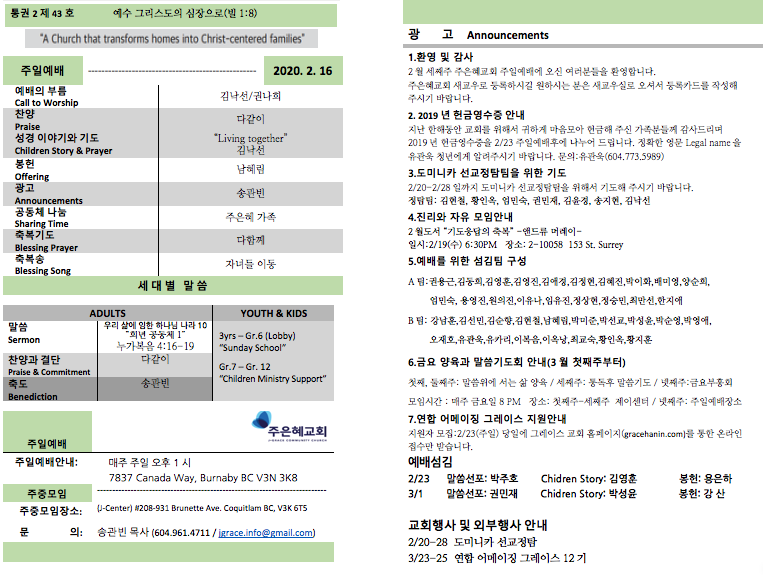 통권 2 제 43 호 예수 그리스도의 심장으로(빌 1:8)
"A Church that transforms homes into Christ-centered families"
주일예배 2020. 2. 16
예배의 부름 김낙선/권나희
Call to Worship
찬양 다같이
Praise
성경 이야기와 기도 "Living together"
Children Story & Prayer 김낙선
봉헌 남혜림
Offering
광고 송관빈
Announcements
공동체 나눔 주은혜 가족
Sharing Time
축복기도 다함께
Blessing Prayer
축복송 자녀들 이동
Blessing Song
세대별 말씀
ADULTS YOUTH & KIDS
말씀 우리 삶에 임한 하나님 나라 10
Sermon "희년 공동체 1"
누가복음 4:16-19
찬양과 결단 다같이
Praise & Commitment
축도 송관빈
Benediction
3yrs – Gr.6 (Lobby)
"Sunday School"
Gr.7 – Gr. 12
"Children Ministry Support"
주은혜교회
J-GRACE COMMUNITY CHURCH
주일예배
주일예배안내: 매주 주일 오후 1 시
7837 Canada Way, Burnaby BC V3N 3K8
주중모임
주중모임장소: (J-Center) #208-931 Brunette Ave. Coquitlam BC, V3K 6T5
문 의: 송관빈 목사 (604.961.4711 / jgrace.info@gmail.com)
광 고 Announcements
1.환영 및 감사
2 월 세째주 주은혜교회 주일예배에 오신 여러분들을 환영합니다.
주은혜교회 새교우로 등록하시길 원하시는 분은 새교우실로 오셔서 등록카드를 작성해
주시기 바랍니다.
2. 2019 년 헌금영수증 안내
지난 한해동안 교회를 위해서 귀하게 마음모아 헌금해 주신 가족분들께 감사드리며
2019 년 헌금영수증을 2/23 주일예배후에 나누어 드립니다. 정확한 영문 Legal name 을
유관욱 청년에게 알려주시기 바랍니다. 문의:유관욱(604.773.5989)
3.도미니카 선교정탐팀을 위한 기도
2/20-2/28 일까지 도미니카 선교정탐팀을 위해서 기도해 주시기 바랍니다.
정탐팀: 김현철, 황인욱, 엄민숙, 권민재, 김윤경, 송지현, 김낙선
4.진리와 자유 모임안내
2 월도서 "기도응답의 축복" -앤드류 머레이-
일시:2/19(수) 6:30PM 장소: 2-10058 153 St. Surrey
5.예배를 위한 섬김팀 구성
A 팀:권용근,김동희,김영훈,김영진,김애경,김정현,김혜진,박이화,배미영,양순희,
엄민숙, 용영진,원의진,이유나,임유진,정상현,정승민,최만선,한지애
B 팀: 강남훈,김선민,김순향,김현철,남혜림,박미준,박선교,박성윤,박순영,박영애,
오재호,유관욱,유카리,이복음,이옥남,최교숙,황인욱,황지훈
6.금요 양육과 말씀기도회 안내(3 월 첫째주부터)
첫째, 둘째주: 말씀위에 서는 삶 양육 / 세째주: 통독후 말씀기도 / 넷째주:금요부흥회
모임시간 : 매주 금요일 8 PM 장소: 첫째주-세째주 제이센터 / 넷째주: 주일예배장소
7.연합 어메이징 그레이스 지원안내
지원자 모집:2/23(주일) 당일에 그레이스 교회 홈페이지(gracehanin.com)를 통한 온라인
접수만 받습니다.
예배섬김
2/23 말씀선포: 박주호 Chidren Story: 김영훈 봉헌: 용은하
3/1 말씀선포: 권민재 Chidren Story: 박성윤 봉헌: 강 산
교회행사 및 외부행사 안내
2/20-28 도미니카 선교정탐
3/23-25 연합 어메이징 그레이스 12 기